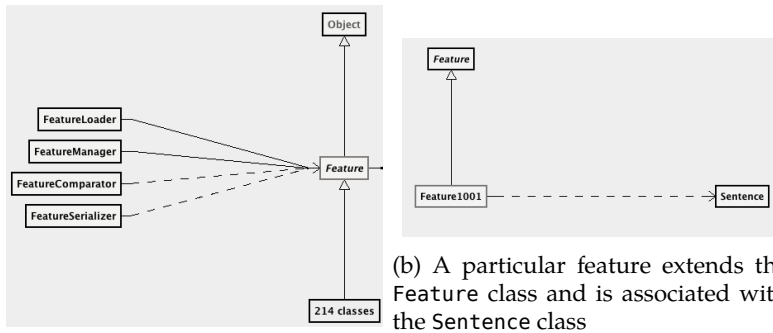 Object
FeatureLoader
FeatureManager
FeatureComparator
FeatureSerializer
Feature
214 classes
Feature
Feature1001
Sentence
(b) A particular feature extends th
Feature class and is associated wit
the Sentence class